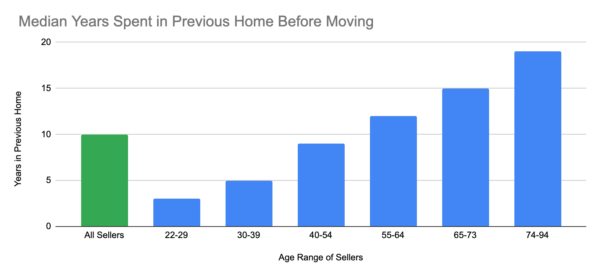 Median Years Spent in Previous Home Before Moving
20
15
10
5
0
Years in Previous Home
All Sellers 22-29 30-39 40-54 55-64 65-73 74-94
Age Range of Sellers